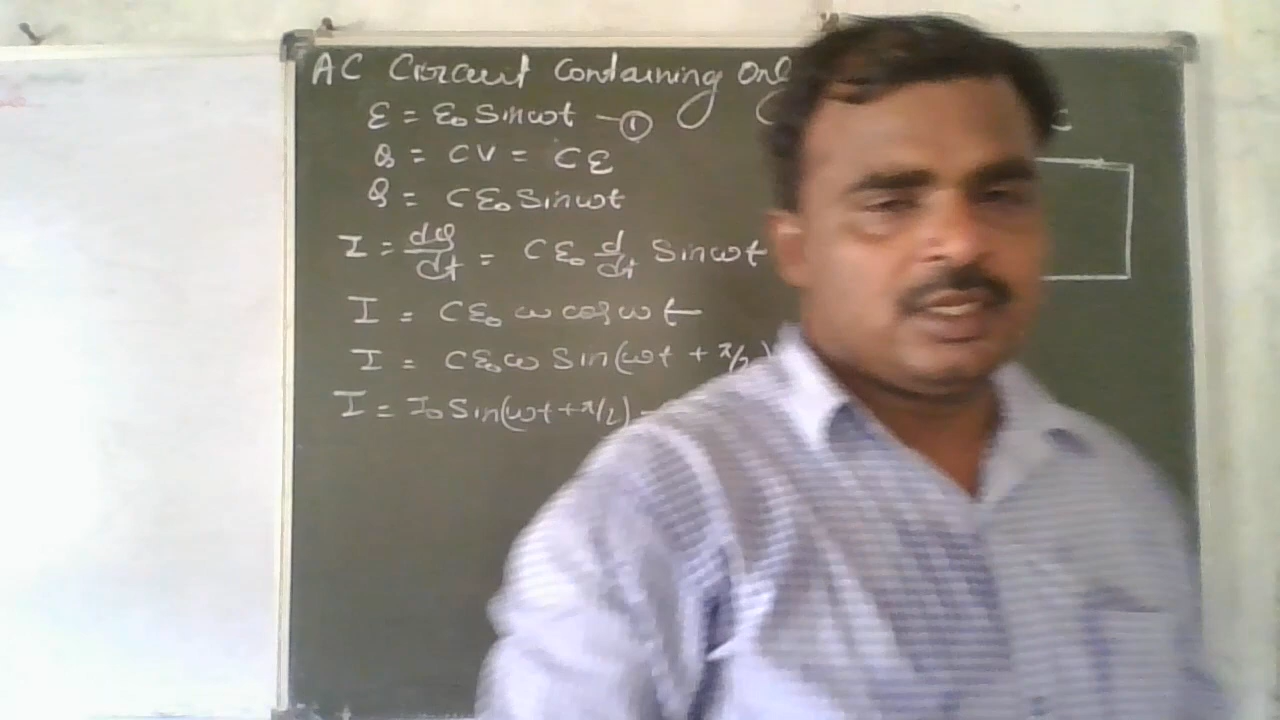 AC Circuit Containing Onl
ε = ε₀ Sinωt —①
Q = CV = Cε
Q = Cε₀ Sinωt
I = dQ/dt = Cε₀ d/dt Sinωt
I = Cε₀ ω cosωt
I = Cε₀ω Sin(ωt + π/2)
I = I₀ Sin(ωt + π/2) –